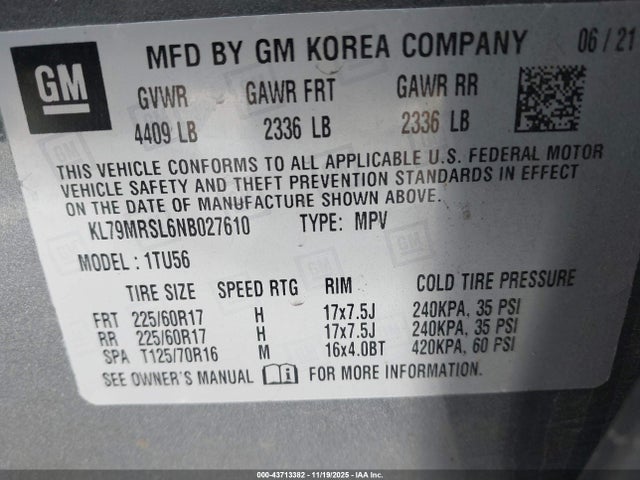 GM MFD BY GM KOREA COMPANY 06 / 21
GVWR GAWR FRT GAWR RR
4409 LB 2336 LB 2336 LB
THIS VEHICLE CONFORMS TO ALL APPLICABLE U.S. FEDERAL MOTOR
VEHICLE SAFETY AND THEFT PREVENTION STANDARDS IN EFFECT
ON THE DATE OF MANUFACTURE SHOWN ABOVE.
KL79MRSL6NB027610 TYPE: MPV
MODEL : 1TU56
TIRE SIZE SPEED RTG RIM COLD TIRE PRESSURE
FRT 225/60R17 H 17x7.5J 240KPA, 35 PSI
RR 225/60R17 H 17x7.5J 240KPA, 35 PSI
SPA T125/70R16 M 16x4.0BT 420KPA, 60 PSI
SEE OWNER'S MANUAL i FOR MORE INFORMATION.
000-43713382 - 11/19/2025 - IAA Inc.